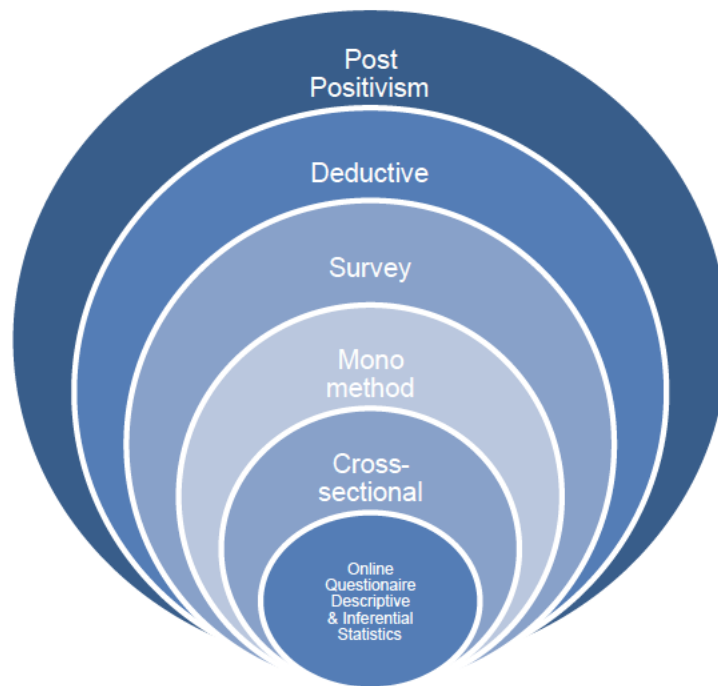 Post
Positivism
Deductive
Survey
Mono
method
Cross-
sectional
Online
Questionaire
Descriptive
& Inferential
Statistics